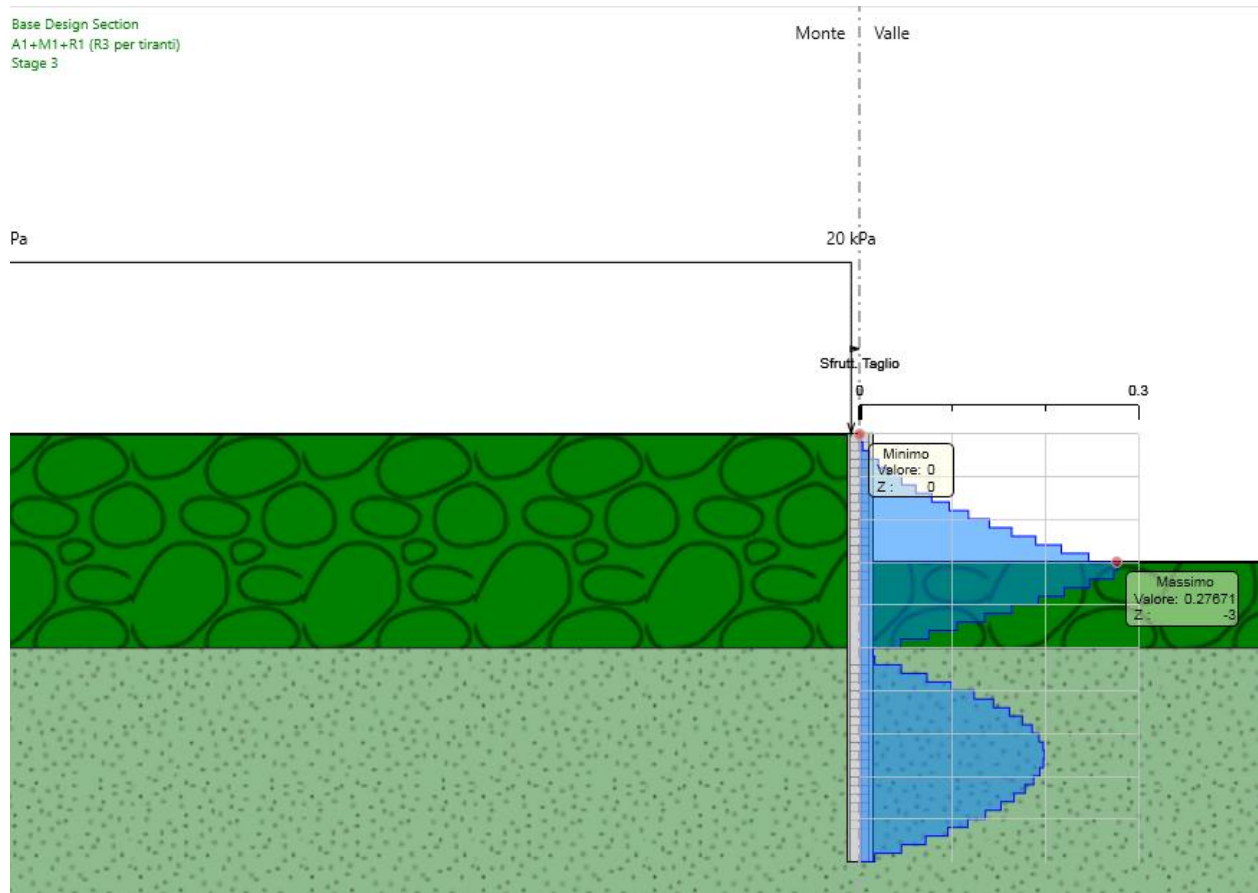 Base Design Section
A1+M1+R1 (R3 per tiranti)
Stage 3
Monte
Valle
Pa
20 kPa
Sfrutt. Taglio
0
0.3
Minimo
Valore: 0
Z : 0
Massimo
Valore: 0.27671
Z : -3